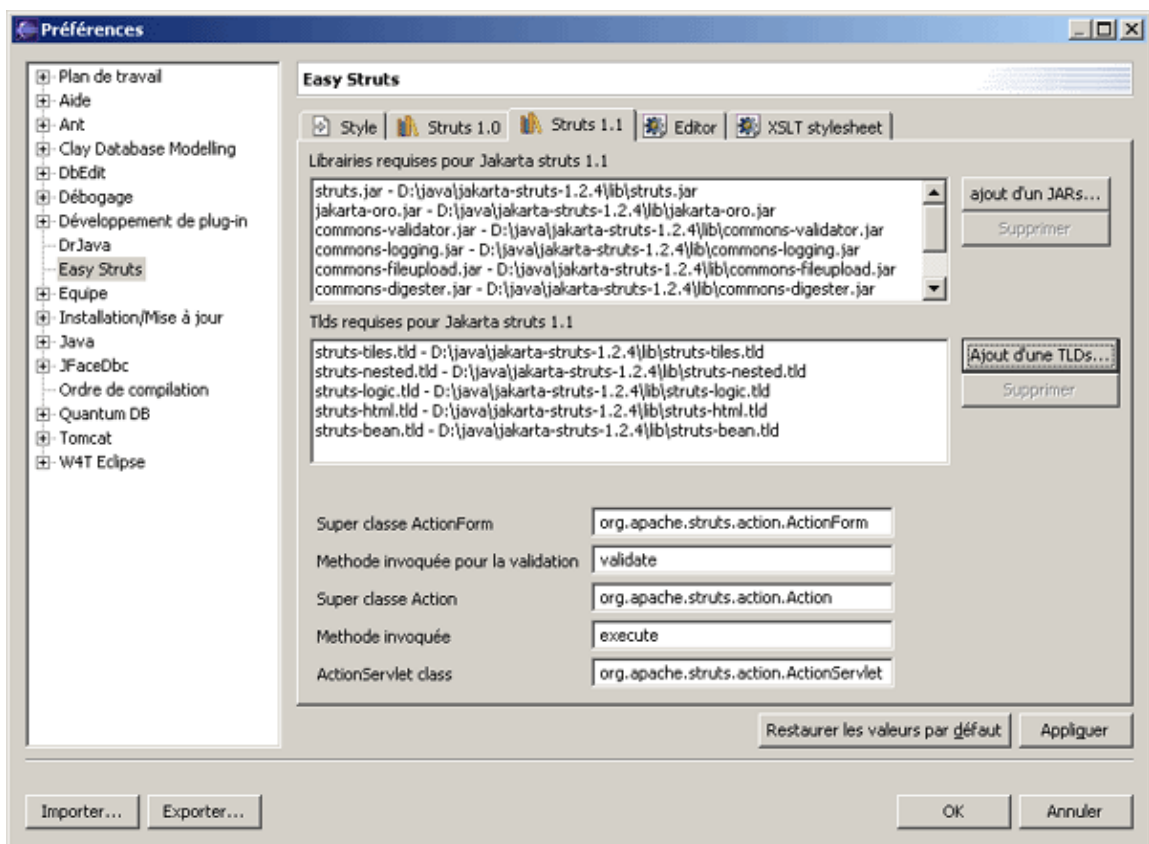 Préférences
Plan de travail
Aide
Ant
Clay Database Modelling
DbEdit
Débogage
Développement de plug-in
DrJava
Easy Struts
Equipe
Installation/Mise à jour
Java
JFaceDbc
Ordre de compilation
Quantum DB
Tomcat
W4T Eclipse
Easy Struts
Style Struts 1.0 Struts 1.1 Editor XSLT stylesheet
Librairies requises pour Jakarta struts 1.1
struts.jar - D:\java\jakarta-struts-1.2.4\lib\struts.jar
jakarta-oro.jar - D:\java\jakarta-struts-1.2.4\lib\jakarta-oro.jar
commons-validator.jar - D:\java\jakarta-struts-1.2.4\lib\commons-validator.jar
commons-logging.jar - D:\java\jakarta-struts-1.2.4\lib\commons-logging.jar
commons-fileupload.jar - D:\java\jakarta-struts-1.2.4\lib\commons-fileupload.jar
commons-digester.jar - D:\java\jakarta-struts-1.2.4\lib\commons-digester.jar
ajout d'un JARs...
Supprimer
Tlds requises pour Jakarta struts 1.1
struts-tiles.tld - D:\java\jakarta-struts-1.2.4\lib\struts-tiles.tld
struts-nested.tld - D:\java\jakarta-struts-1.2.4\lib\struts-nested.tld
struts-logic.tld - D:\java\jakarta-struts-1.2.4\lib\struts-logic.tld
struts-html.tld - D:\java\jakarta-struts-1.2.4\lib\struts-html.tld
struts-bean.tld - D:\java\jakarta-struts-1.2.4\lib\struts-bean.tld
Ajout d'une TLDs...
Supprimer
Super classe ActionForm org.apache.struts.action.ActionForm
Methode invoquée pour la validation validate
Super classe Action org.apache.struts.action.Action
Methode invoquée execute
ActionServlet class org.apache.struts.action.ActionServlet
Restaurer les valeurs par défaut Appliquer
Importer... Exporter... OK Annuler